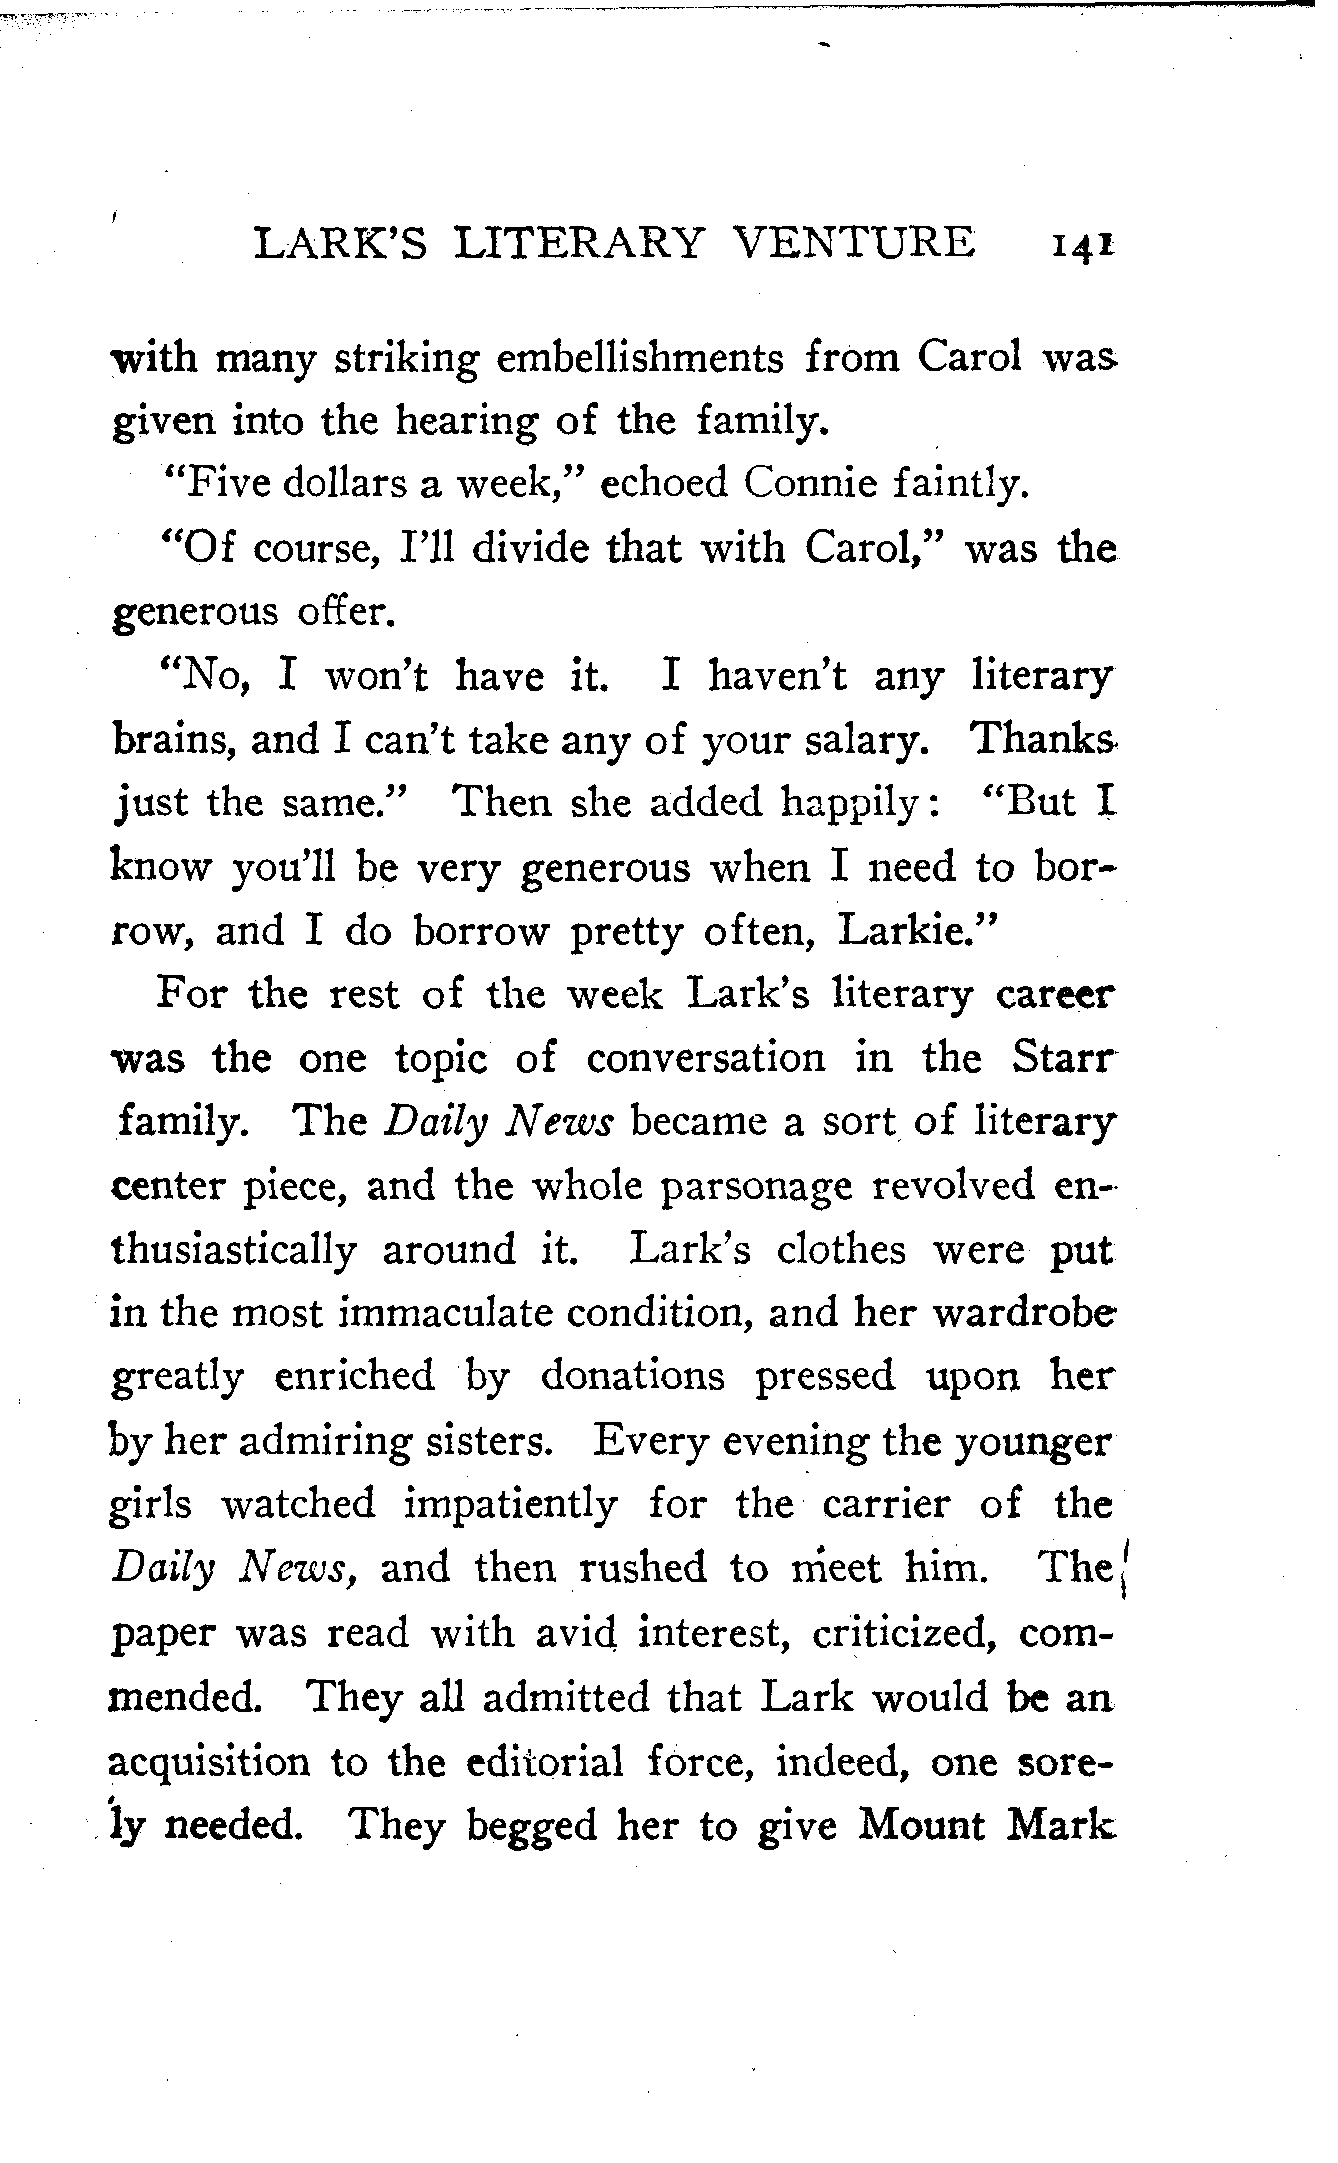 LARK'S LITERARY VENTURE 141
with many striking embellishments from Carol was
given into the hearing of the family.
"Five dollars a week," echoed Connie faintly.
"Of course, I'll divide that with Carol," was the
generous offer.
"No, I won't have it. I haven't any literary
brains, and I can't take any of your salary. Thanks
just the same." Then she added happily: "But I
know you'll be very generous when I need to bor-
row, and I do borrow pretty often, Larkie."
For the rest of the week Lark's literary career
was the one topic of conversation in the Starr
family. The Daily News became a sort of literary
center piece, and the whole parsonage revolved en-
thusiastically around it. Lark's clothes were put
in the most immaculate condition, and her wardrobe
greatly enriched by donations pressed upon her
by her admiring sisters. Every evening the younger
girls watched impatiently for the carrier of the
Daily News, and then rushed to meet him. The
paper was read with avid interest, criticized, com-
mended. They all admitted that Lark would be an
acquisition to the editorial force, indeed, one sore-
ly needed. They begged her to give Mount Mark